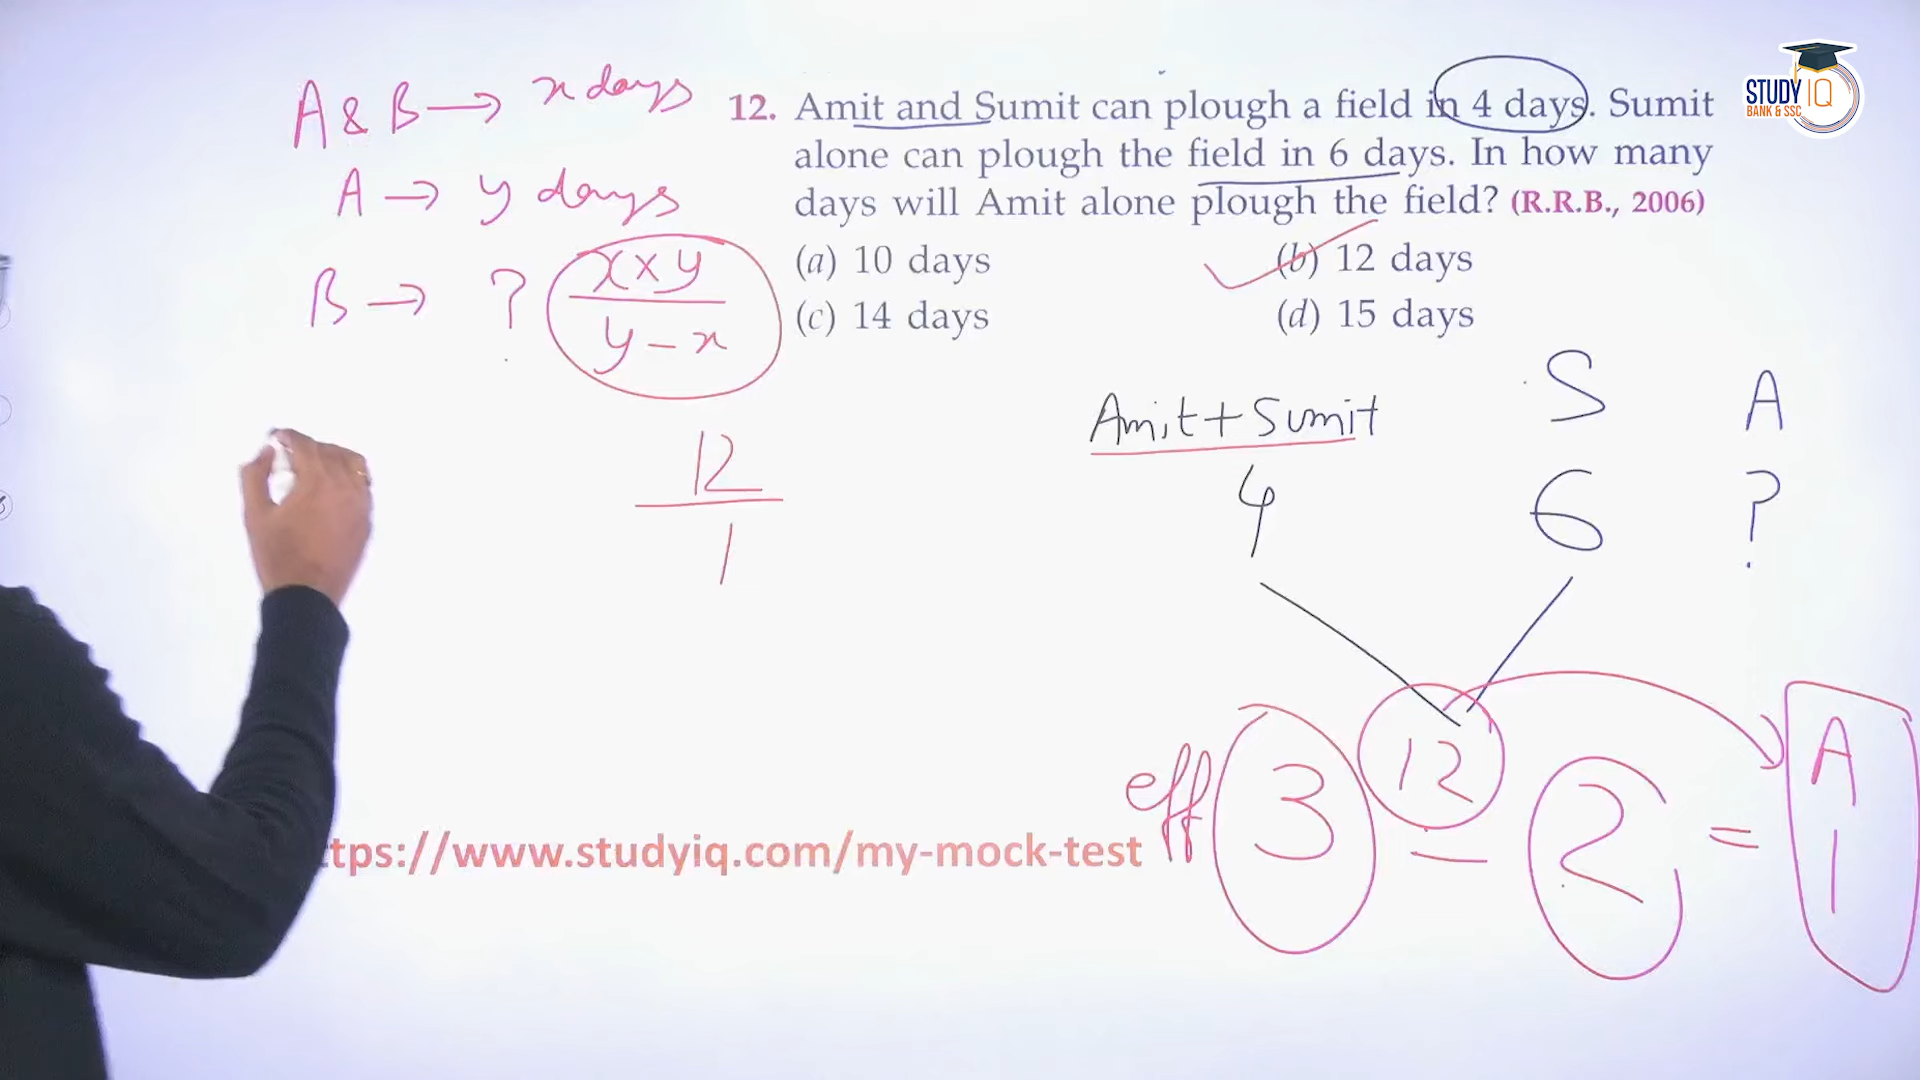 A & B → x days
A → y days
B → ? x x y
y - x
12
1
12. Amit and Sumit can plough a field in 4 days. Sumit
alone can plough the field in 6 days. In how many
days will Amit alone plough the field? (R.R.B., 2006)
(a) 10 days
(b) 12 days
(c) 14 days
(d) 15 days
STUDY IQ
BANK & SSC
Amit + Sumit S A
4 6 ?
12
eff 3 - 2 = A
1
ttps://www.studyiq.com/my-mock-test